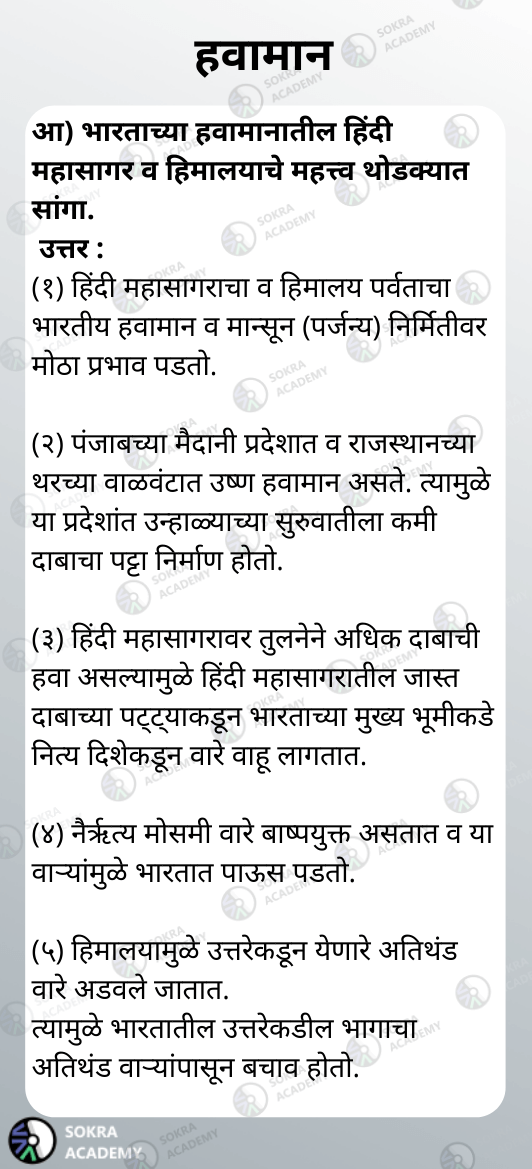 हवामान
आ) भारताच्या हवामानातील हिंदी
महासागर व हिमालयाचे महत्त्व थोडक्यात
सांगा.
उत्तर :
(१) हिंदी महासागराचा व हिमालय पर्वताचा
भारतीय हवामान व मान्सून (पर्जन्य) निर्मितीवर
मोठा प्रभाव पडतो.
(२) पंजाबच्या मैदानी प्रदेशात व राजस्थानच्या
थरच्या वाळवंटात उष्ण हवामान असते. त्यामुळे
या प्रदेशांत उन्हाळ्याच्या सुरुवातीला कमी
दाबाचा पट्टा निर्माण होतो.
(३) हिंदी महासागरावर तुलनेने अधिक दाबाची
हवा असल्यामुळे हिंदी महासागरातील जास्त
दाबाच्या पट्ट्याकडून भारताच्या मुख्य भूमीकडे
नित्य दिशेकडून वारे वाहू लागतात.
(४) नैर्ऋत्य मोसमी वारे बाष्पयुक्त असतात व या
वाऱ्यांमुळे भारतात पाऊस पडतो.
(५) हिमालयामुळे उत्तरेकडून येणारे अतिथंड
वारे अडवले जातात.
त्यामुळे भारतातील उत्तरेकडील भागाचा
अतिथंड वाऱ्यांपासून बचाव होतो.
SOKRA
ACADEMY